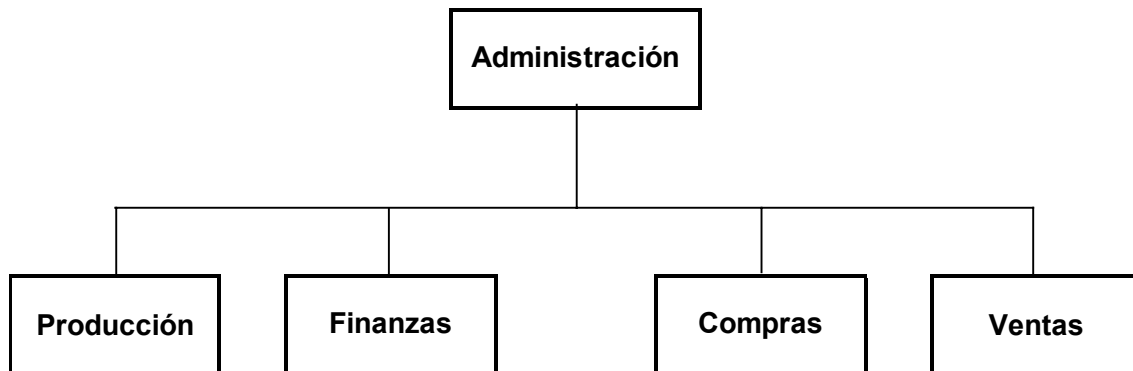 Administración
Producción
Finanzas
Compras
Ventas